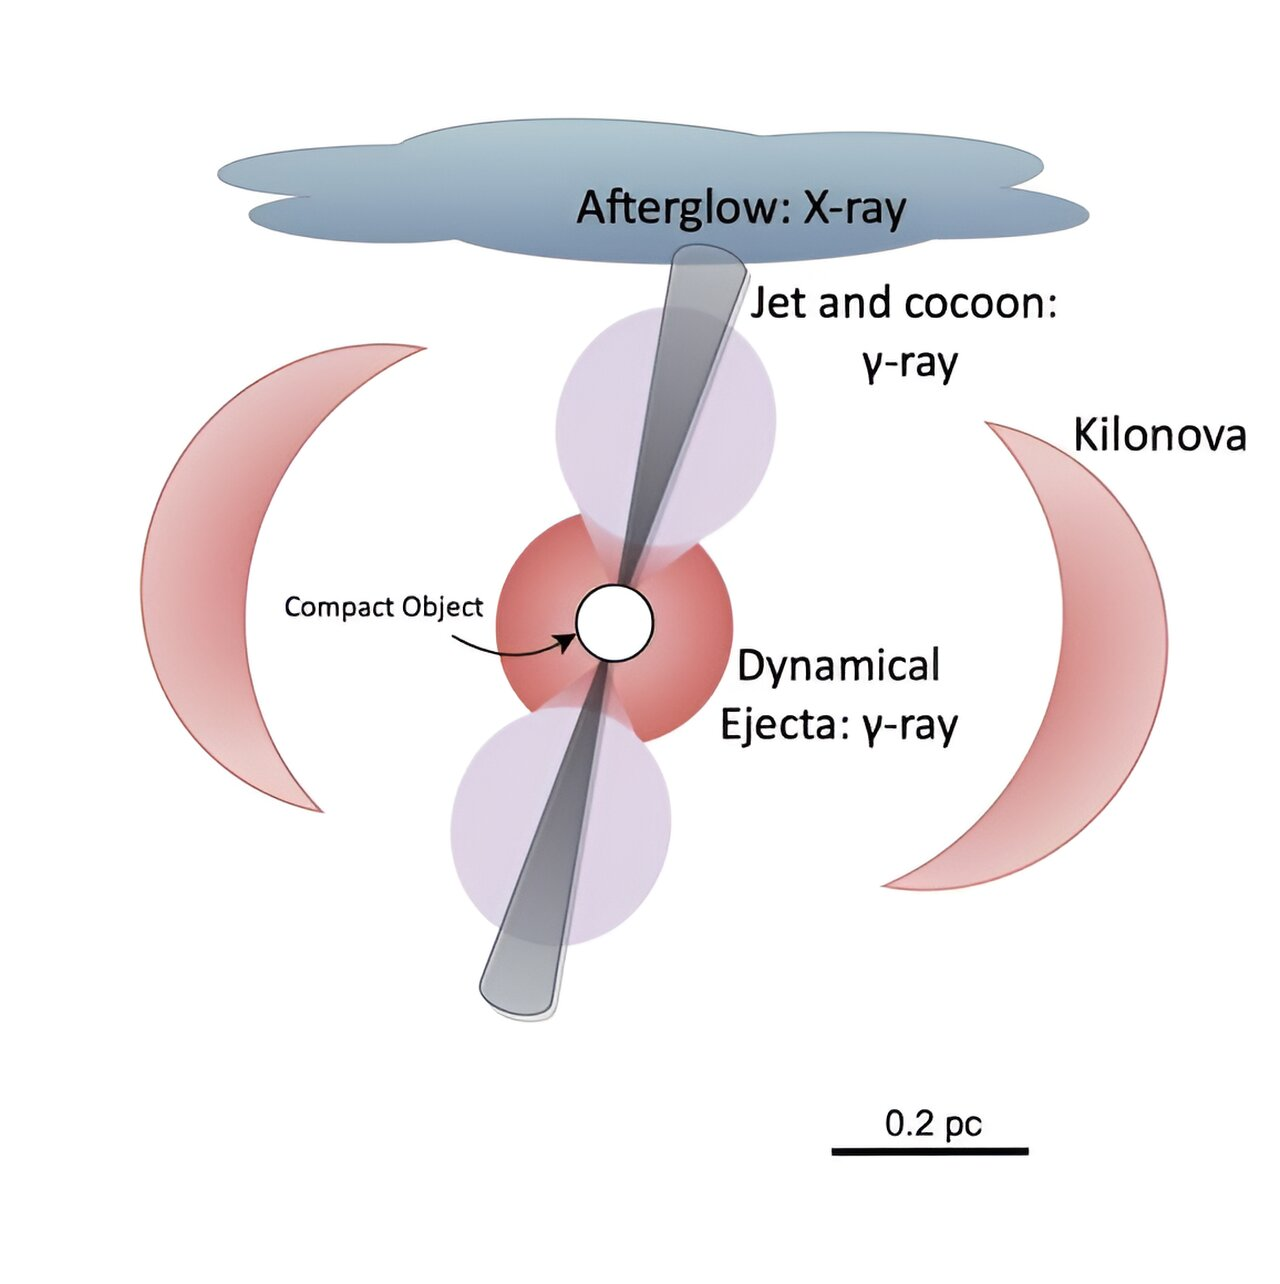 Afterglow: X-ray
Jet and cocoon:
γ-ray
Kilonova
Compact Object
Dynamical
Ejecta: γ-ray
0.2 pc